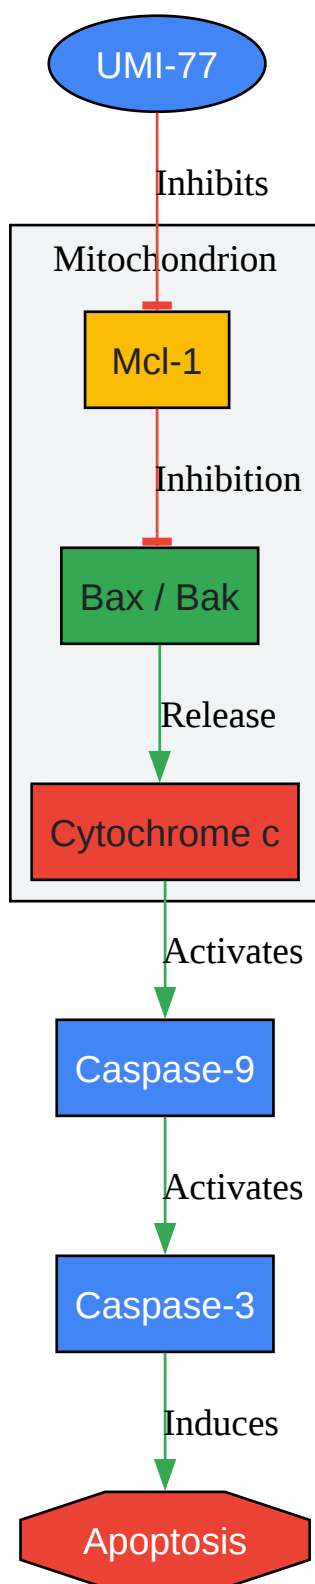 UMI-77
Inhibits
Mitochondrion
Mcl-1
Inhibition
Bax / Bak
Release
Cytochrome c
Activates
Caspase-9
Activates
Caspase-3
Induces
Apoptosis